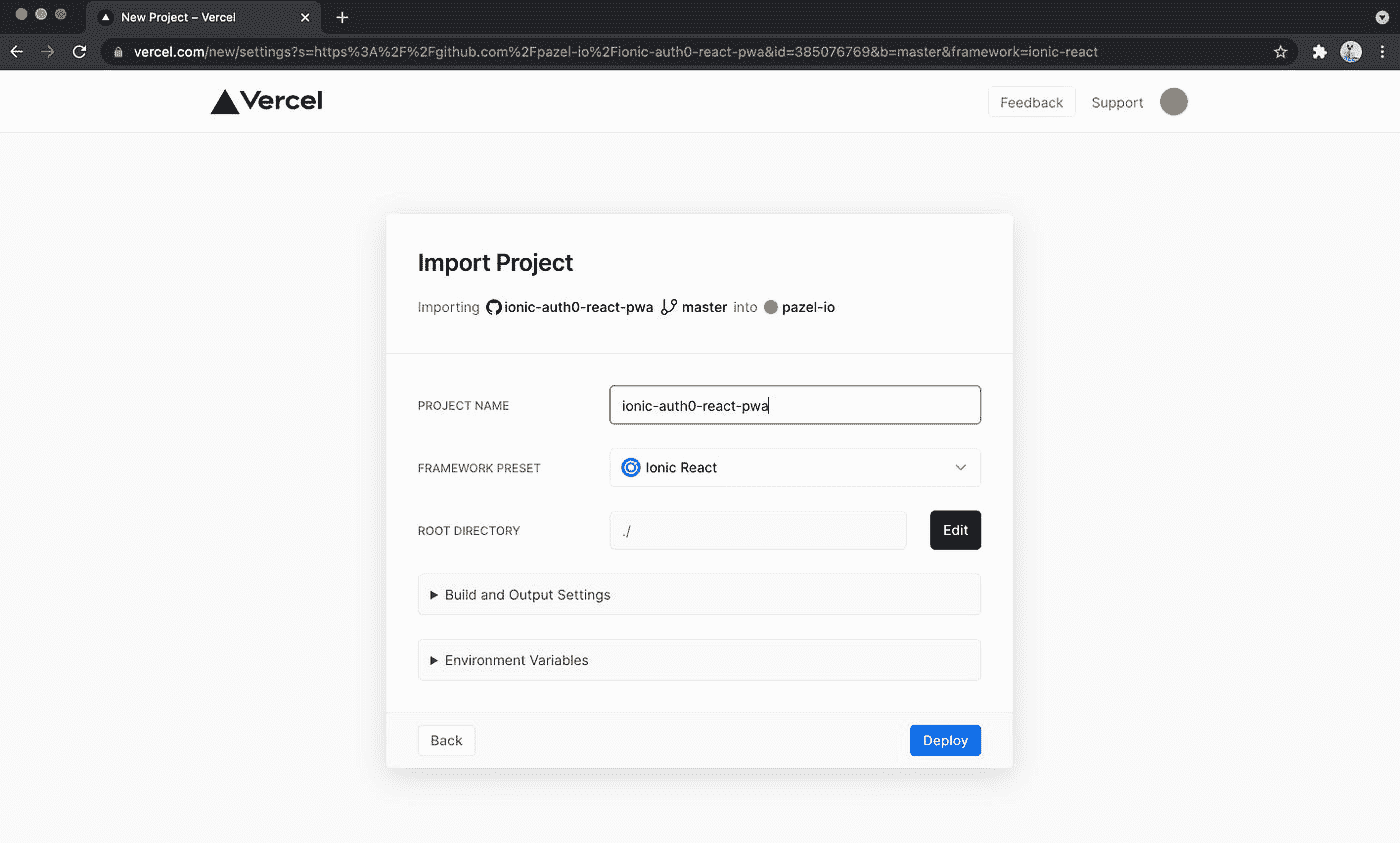 New Project – Vercel
vercel.com/new/settings?s=https%3A%2F%2Fgithub.com%2Fpazel-io%2Fionic-auth0-react-pwa&id=385076769&b=master&framework=ionic-react
Vercel
Feedback
Support
Import Project
Importing ionic-auth0-react-pwa master into pazel-io
PROJECT NAME
ionic-auth0-react-pwa
FRAMEWORK PRESET
Ionic React
ROOT DIRECTORY
./
Edit
Build and Output Settings
Environment Variables
Back
Deploy